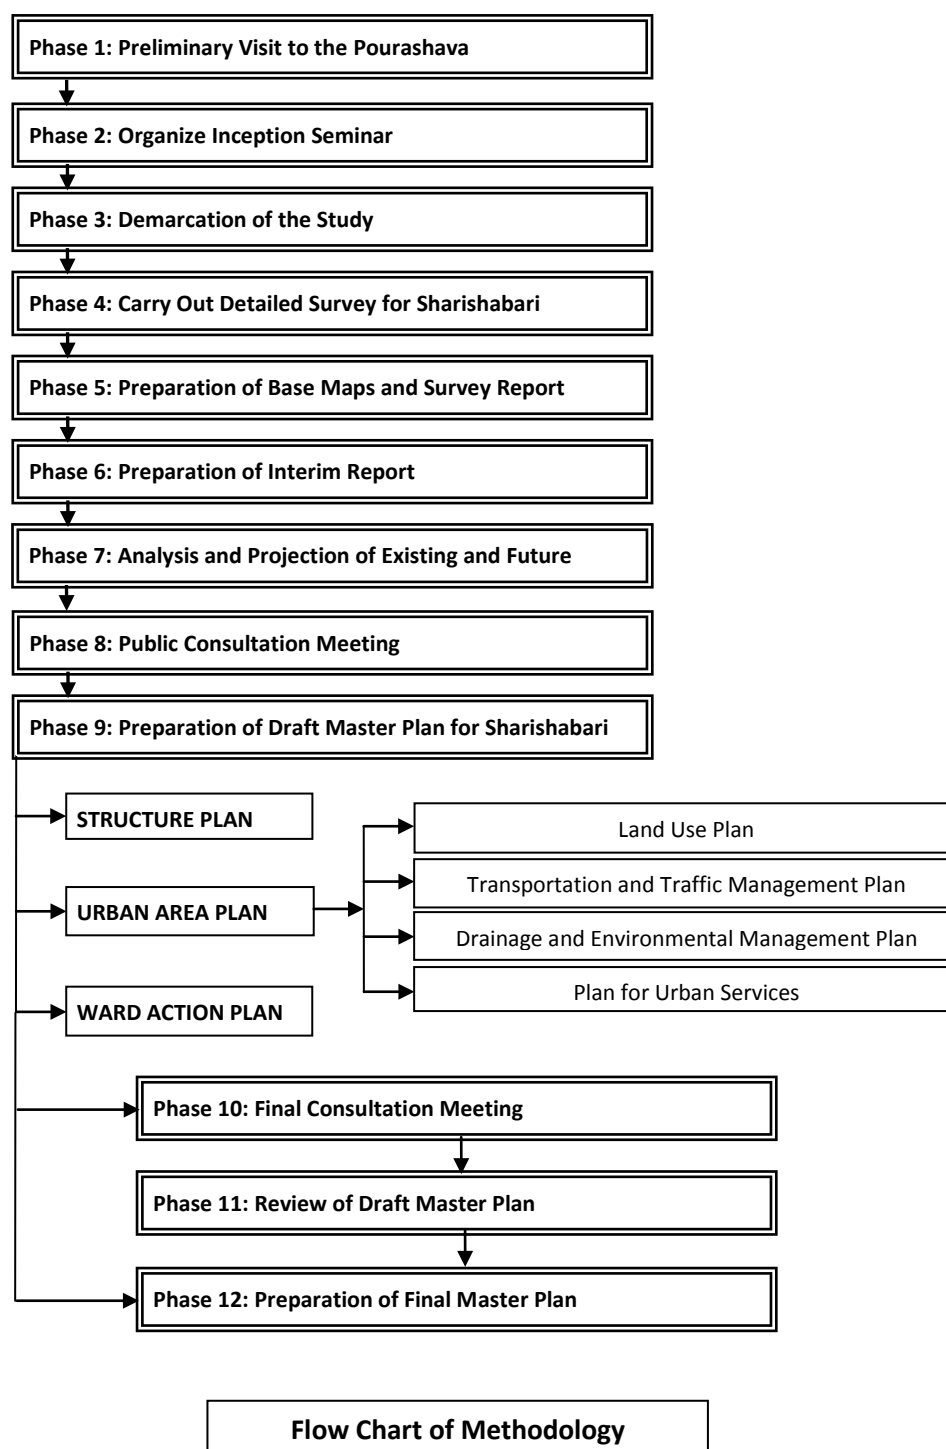 Phase 1: Preliminary Visit to the Pourashava
Phase 2: Organize Inception Seminar
Phase 3: Demarcation of the Study
Phase 4: Carry Out Detailed Survey for Sharishabari
Phase 5: Preparation of Base Maps and Survey Report
Phase 6: Preparation of Interim Report
Phase 7: Analysis and Projection of Existing and Future
Phase 8: Public Consultation Meeting
Phase 9: Preparation of Draft Master Plan for Sharishabari
STRUCTURE PLAN
URBAN AREA PLAN
WARD ACTION PLAN
Land Use Plan
Transportation and Traffic Management Plan
Drainage and Environmental Management Plan
Plan for Urban Services
Phase 10: Final Consultation Meeting
Phase 11: Review of Draft Master Plan
Phase 12: Preparation of Final Master Plan
Flow Chart of Methodology